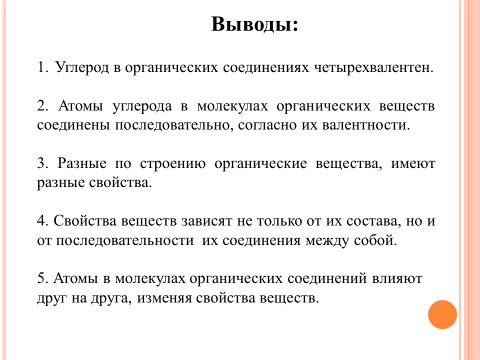 Выводы:
1. Углерод в органических соединениях четырехвалентен.
2. Атомы углерода в молекулах органических веществ
соединены последовательно, согласно их валентности.
3. Разные по строению органические вещества, имеют
разные свойства.
4. Свойства веществ зависят не только от их состава, но и
от последовательности их соединения между собой.
5. Атомы в молекулах органических соединений влияют
друг на друга, изменяя свойства веществ.